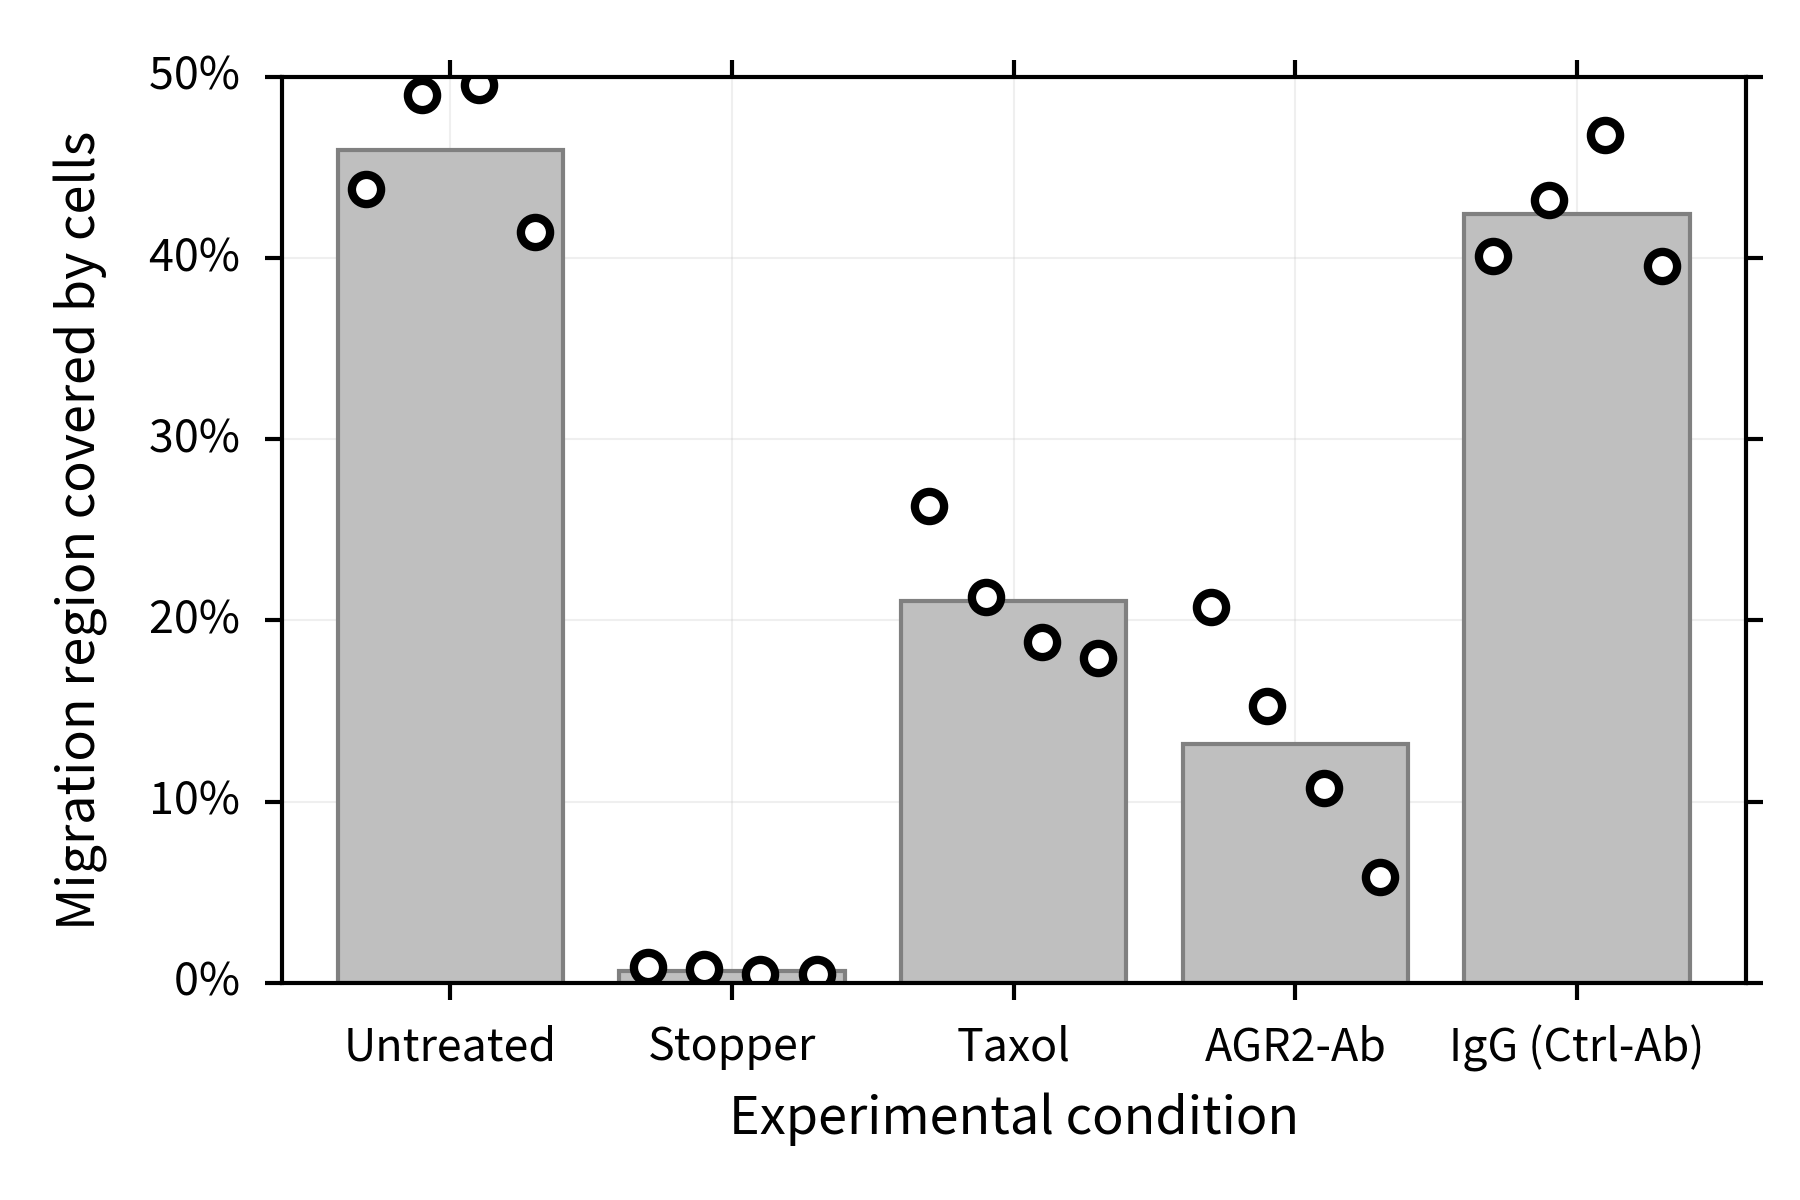 Migration region covered by cells
50%
40%
30%
20%
10%
0%
Untreated
Stopper
Taxol
AGR2-Ab
IgG (Ctrl-Ab)
Experimental condition